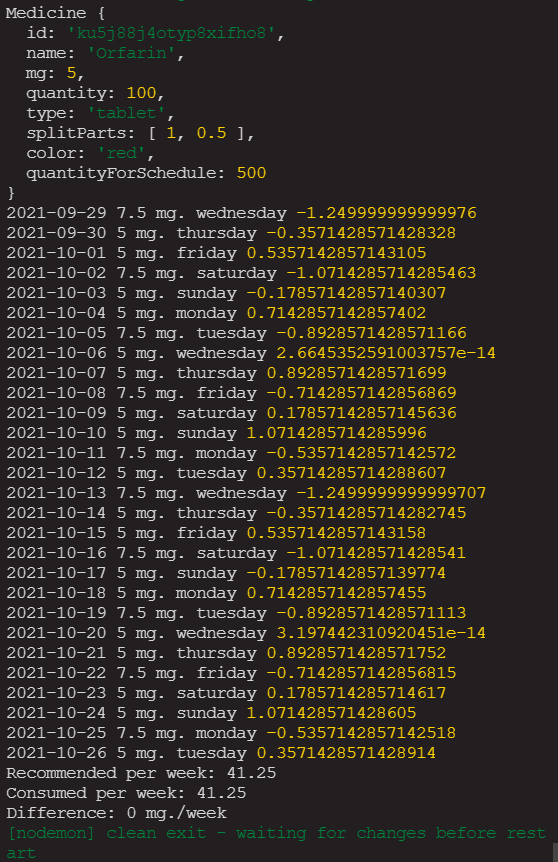 Medicine {
  id: 'ku5j88j4otyp8xifho8',
  name: 'Orfarin',
  mg: 5,
  quantity: 100,
  type: 'tablet',
  splitParts: [ 1, 0.5 ],
  color: 'red',
  quantityForSchedule: 500
}
2021-09-29 7.5 mg. wednesday -1.249999999999976
2021-09-30 5 mg. thursday -0.3571428571428328
2021-10-01 5 mg. friday 0.5357142857143105
2021-10-02 7.5 mg. saturday -1.0714285714285463
2021-10-03 5 mg. sunday -0.17857142857140307
2021-10-04 5 mg. monday 0.7142857142857402
2021-10-05 7.5 mg. tuesday -0.8928571428571166
2021-10-06 5 mg. wednesday 2.6645352591003757e-14
2021-10-07 5 mg. thursday 0.8928571428571699
2021-10-08 7.5 mg. friday -0.7142857142856869
2021-10-09 5 mg. saturday 0.17857142857145636
2021-10-10 5 mg. sunday 1.0714285714285996
2021-10-11 7.5 mg. monday -0.5357142857142572
2021-10-12 5 mg. tuesday 0.35714285714288607
2021-10-13 7.5 mg. wednesday -1.2499999999999707
2021-10-14 5 mg. thursday -0.35714285714282745
2021-10-15 5 mg. friday 0.5357142857143158
2021-10-16 7.5 mg. saturday -1.071428571428541
2021-10-17 5 mg. sunday -0.17857142857139774
2021-10-18 5 mg. monday 0.7142857142857455
2021-10-19 7.5 mg. tuesday -0.8928571428571113
2021-10-20 5 mg. wednesday 3.197442310920451e-14
2021-10-21 5 mg. thursday 0.8928571428571752
2021-10-22 7.5 mg. friday -0.7142857142856815
2021-10-23 5 mg. saturday 0.1785714285714617
2021-10-24 5 mg. sunday 1.071428571428605
2021-10-25 7.5 mg. monday -0.5357142857142518
2021-10-26 5 mg. tuesday 0.3571428571428914
Recommended per week: 41.25
Consumed per week: 41.25
Difference: 0 mg./week
[nodemon] clean exit - waiting for changes before rest
art